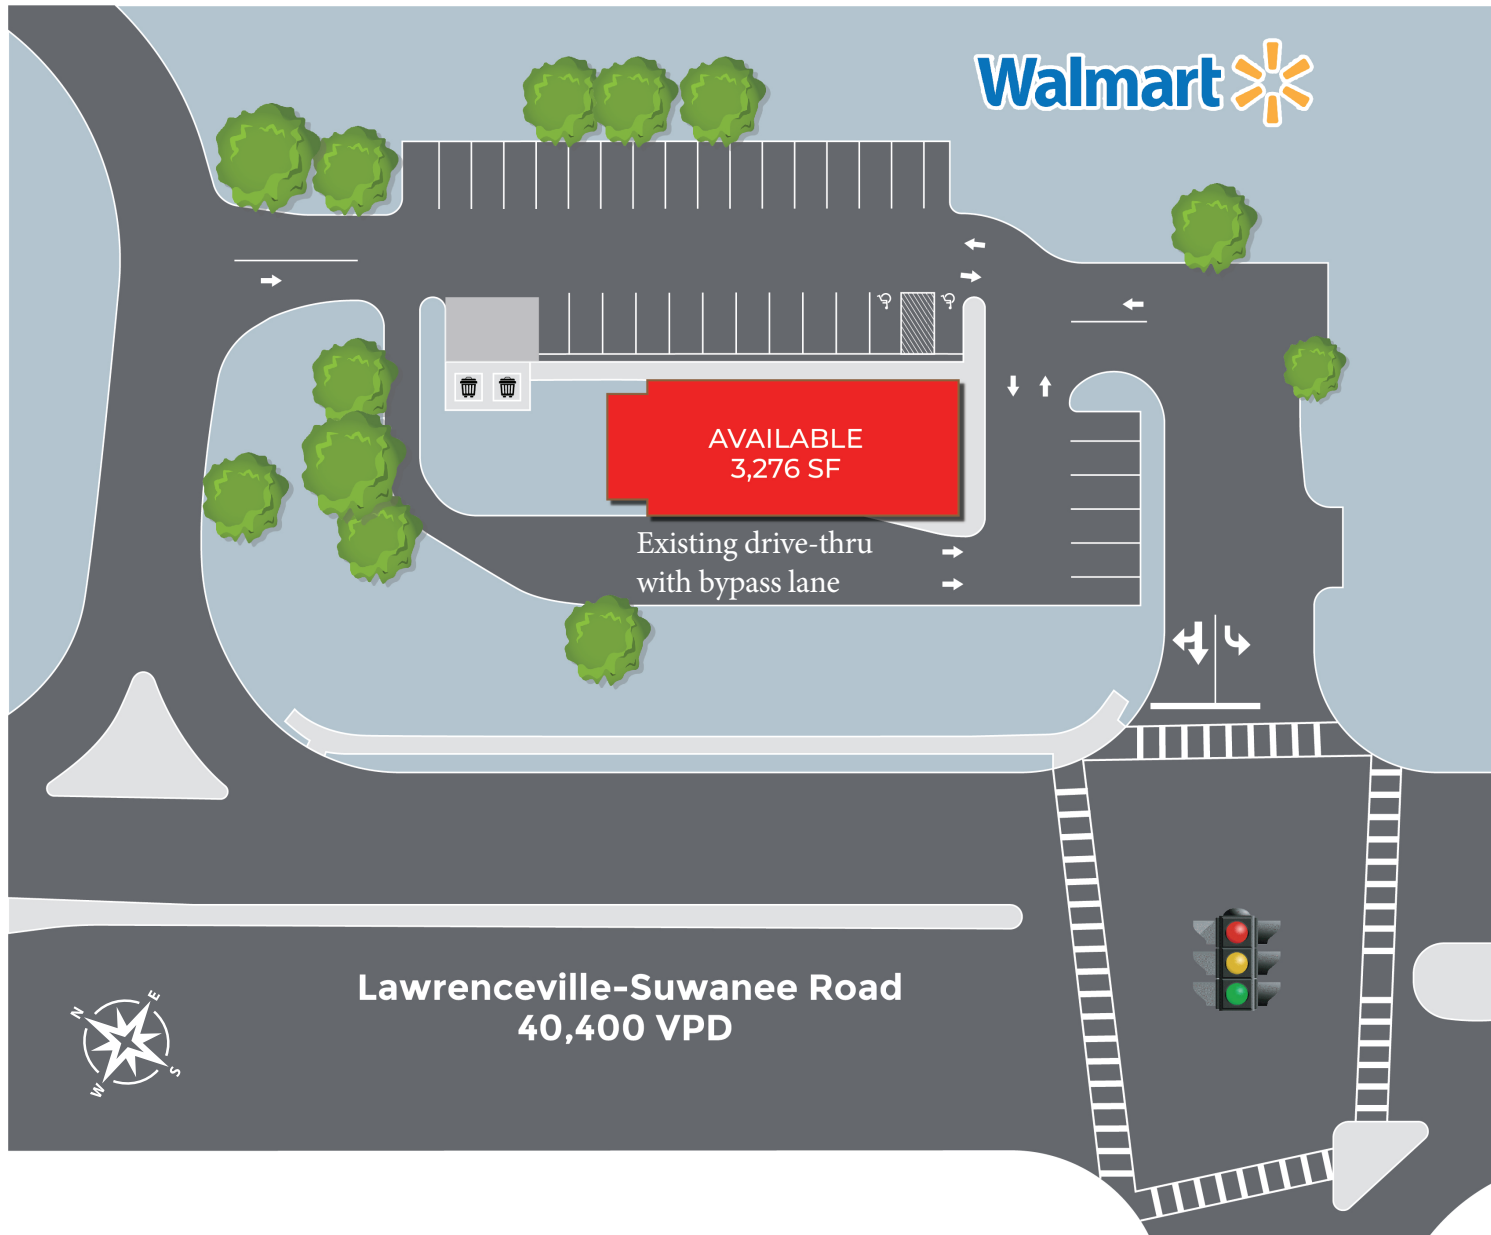 Walmart
AVAILABLE
3,276 SF
Existing drive-thru
with bypass lane
Lawrenceville-Suwanee Road
40,400 VPD
N
E
W
S